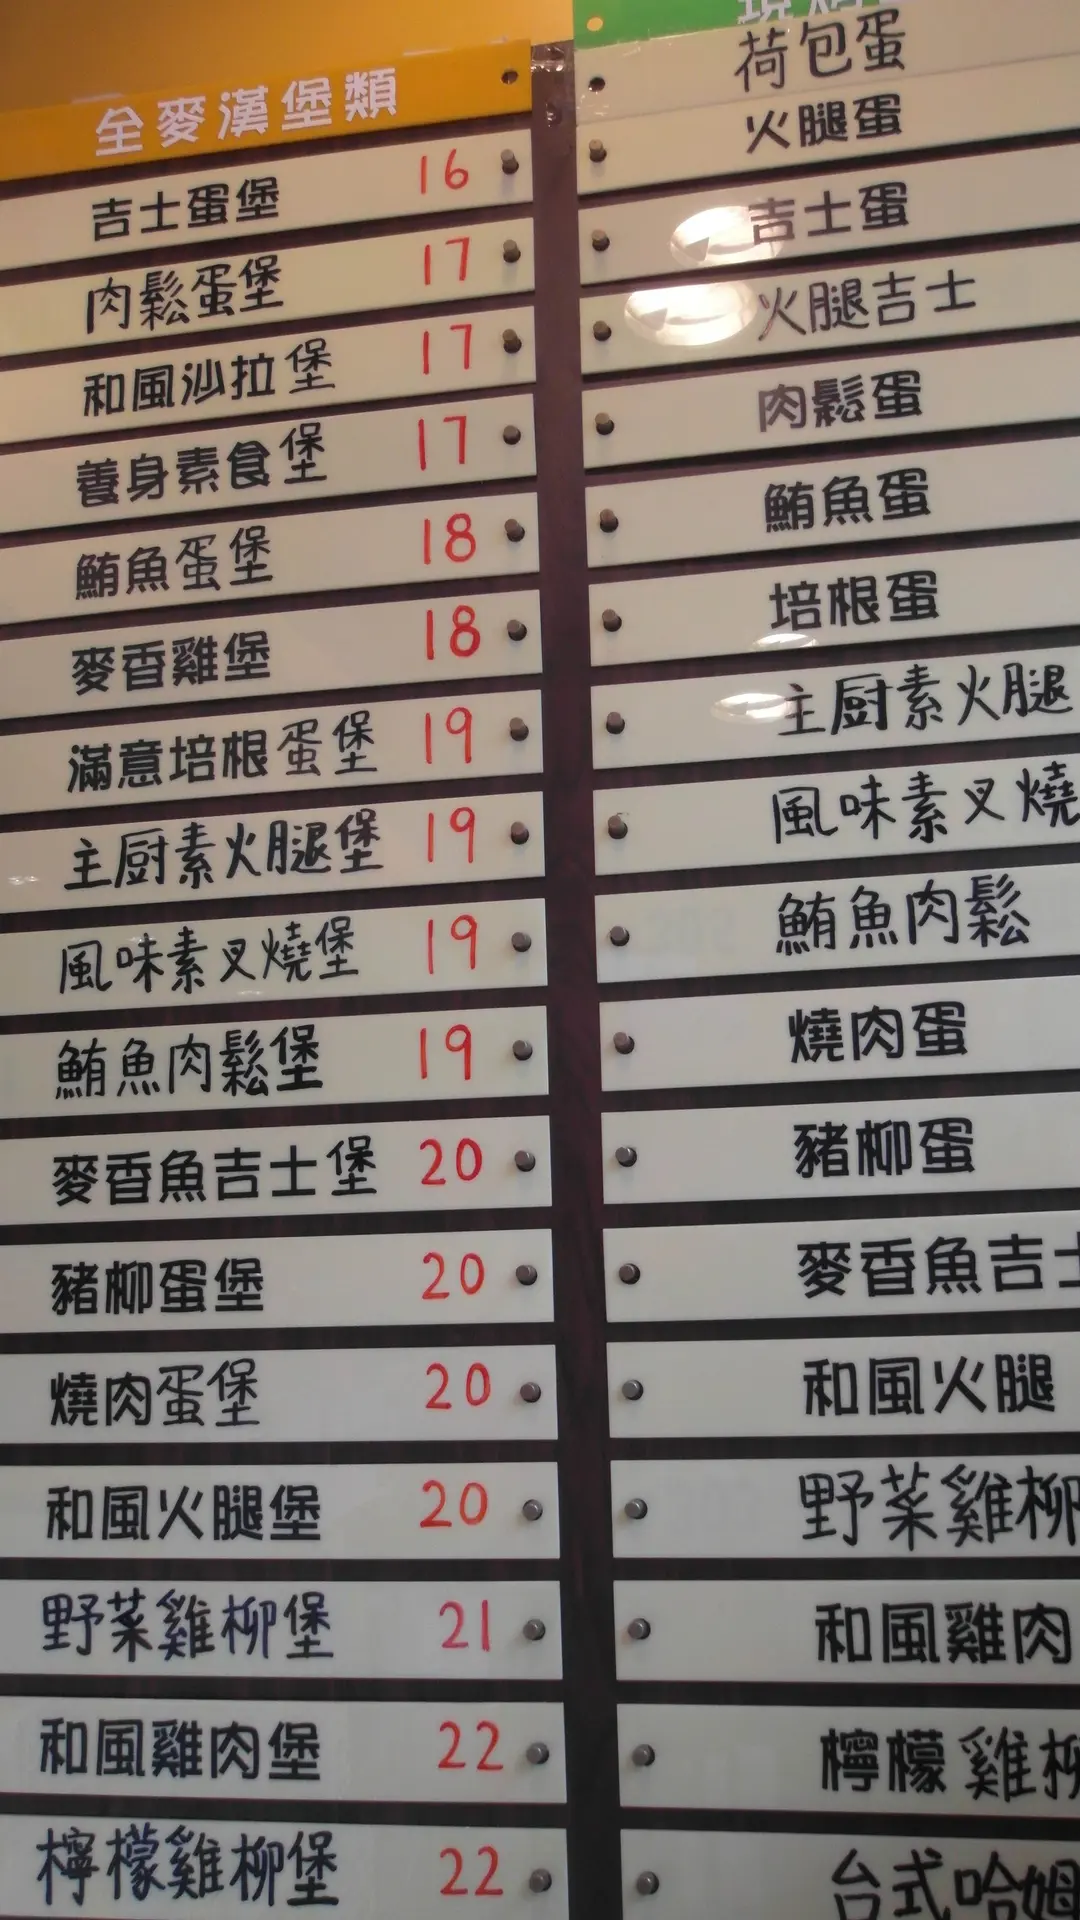 全麥漢堡類
吉士蛋堡 16
肉鬆蛋堡 17
和風沙拉堡 17
養身素食堡 17
鮪魚蛋堡 18
麥香雞堡 18
滿意培根蛋堡 19
主厨素火腿堡 19
風味素叉燒堡 19
鮪魚肉鬆堡 19
麥香魚吉士堡 20
豬柳蛋堡 20
燒肉蛋堡 20
和風火腿堡 20
野菜雞柳堡 21
和風雞肉堡 22
檸檬雞柳堡 22
荷包蛋
火腿蛋
吉士蛋
火腿吉士
肉鬆蛋
鮪魚蛋
培根蛋
主厨素火腿
風味素叉燒
鮪魚肉鬆
燒肉蛋
豬柳蛋
麥香魚吉士
和風火腿
野菜雞柳
和風雞肉
檸檬雞柳
台式哈姆